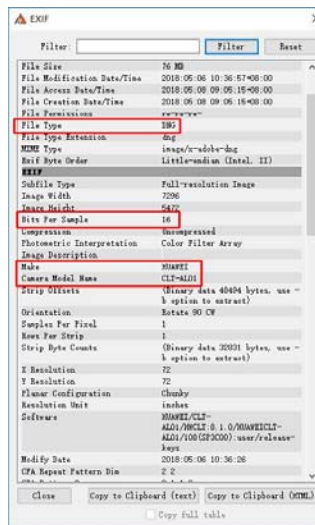 EXIF
Filter: Filter Reset
File Size 76 MB
File Modification Date/Time 2018:05:06 10:36:57+08:00
File Access Date/Time 2018:05:08 09:05:15+08:00
File Creation Date/Time 2018:05:08 09:05:15+08:00
File Permissions rw-rw-rw-
File Type DNG
File Type Extension dng
MIME Type image/x-adobe-dng
Exif Byte Order Little-endian (Intel, II)
EXIF
Subfile Type Full-resolution Image
Image Width 7296
Image Height 5472
Bits Per Sample 16
Compression Uncompressed
Photometric Interpretation Color Filter Array
Image Description
Make HUAWEI
Camera Model Name CLT-AL01
Strip Offsets (Binary data 48494 bytes, use -
b option to extract)
Orientation Rotate 90 CW
Samples Per Pixel 1
Rows Per Strip 1
Strip Byte Counts (Binary data 32831 bytes, use -
b option to extract)
X Resolution 72
Y Resolution 72
Planar Configuration Chunky
Resolution Unit inches
Software HUAWEI/CLT-
AL01/HWCLT:8.1.0/HUAWEICLT-
AL01/100(SP3C00):user/release-
keys
Modify Date 2018:05:06 10:36:26
CFA Repeat Pattern Dim 2 2
Close Copy to Clipboard (text) Copy to Clipboard (HTML)
Copy full table